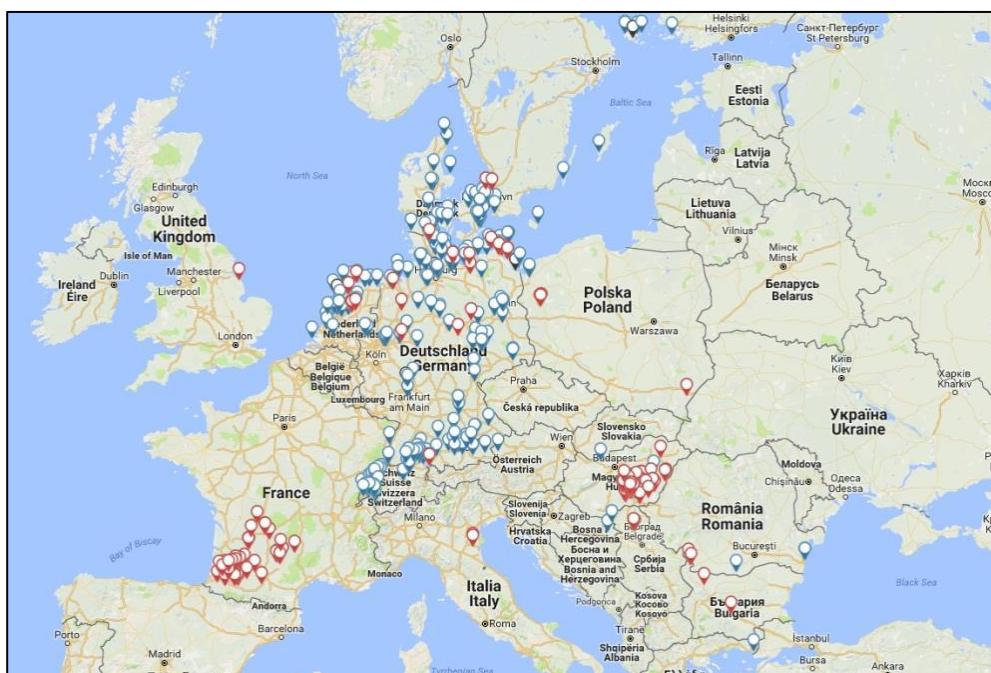 Oslo
Helsinki
Helsingfors
Санкт-Петербург
St Petersburg
Stockholm
Tallinn
Eesti
Estonia
Baltic Sea
North Sea
Rīga
Latvija
Latvia
Москва
Moscow
Edinburgh
Glasgow
United
Kingdom
Lietuva
Lithuania
Vilnius
Isle of Man
Мінск
Minsk
Ireland
Éire
Dublin
Manchester
Liverpool
Беларусь
Belarus
Polska
Poland
Warszawa
London
Netherlands
Köln
Deutschland
Germany
België
Belgique
Belgium
Luxembourg
Frankfurt
am Main
Praha
Česká republika
Київ
Kiev
Харків
Kharkiv
Україна
Ukraine
Paris
Slovensko
Slovakia
Wien
Österreich
Austria
Budapest
Moldova
Chișinău
Одеса
Odessa
France
Suisse
Svizzera
Switzerland
Slovenija
Slovenia
Zagreb
Hrvatska
Croatia
România
Romania
Milano
Bosna i
Hercegovina
Босна и
Херцеговина
Bosnia and
Herzegovina
Београд
Belgrade
Србија
Serbia
București
Bay of Biscay
Monaco
Italia
Italy
Roma
Andorra
Barcelona
Porto
Madrid
Podgorica
Kosova
Косово
Kosovo
България
Bulgaria
Black Sea
Tiranë
Shqipëria
Albania
İstanbul
Bursa
Ankara
Tyrrhenian Sea